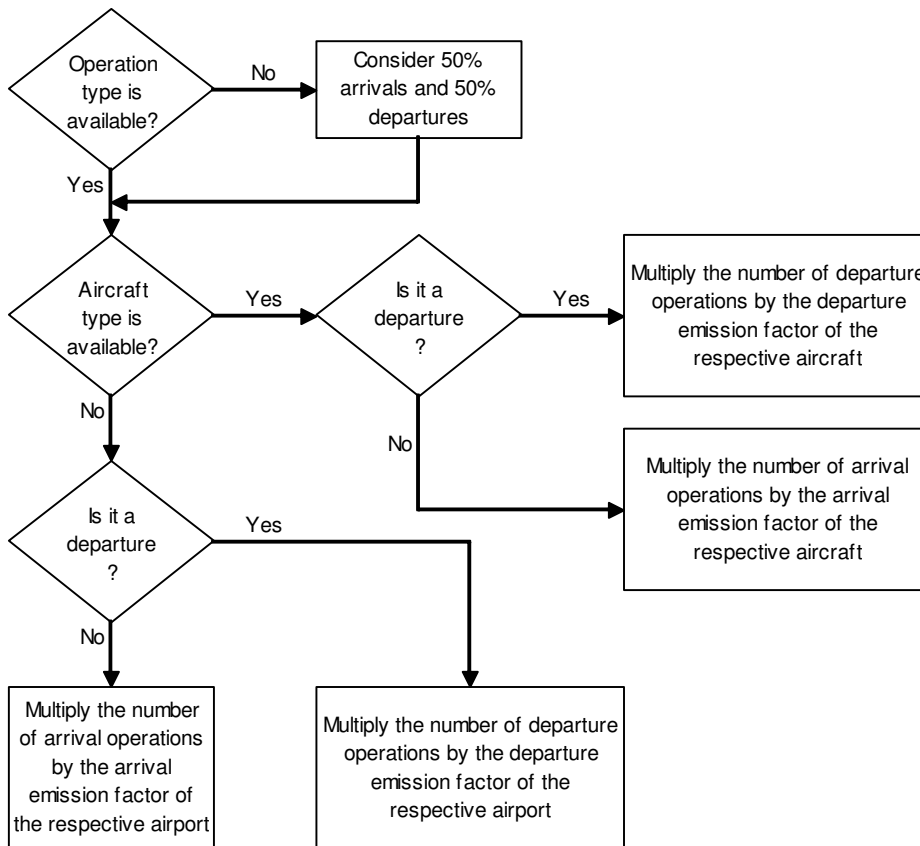 Operation
type is
available?
No
Consider 50%
arrivals and 50%
departures
Yes
Aircraft
type is
available?
Yes
Is it a
departure
?
Yes
Multiply the number of departure
operations by the departure
emission factor of the
respective aircraft
No
No
Multiply the number of arrival
operations by the arrival
emission factor of the
respective aircraft
Is it a
departure
?
Yes
No
Multiply the number
of arrival operations
by the arrival
emission factor of
the respective airport
Multiply the number of departure
operations by the departure
emission factor of the
respective airport